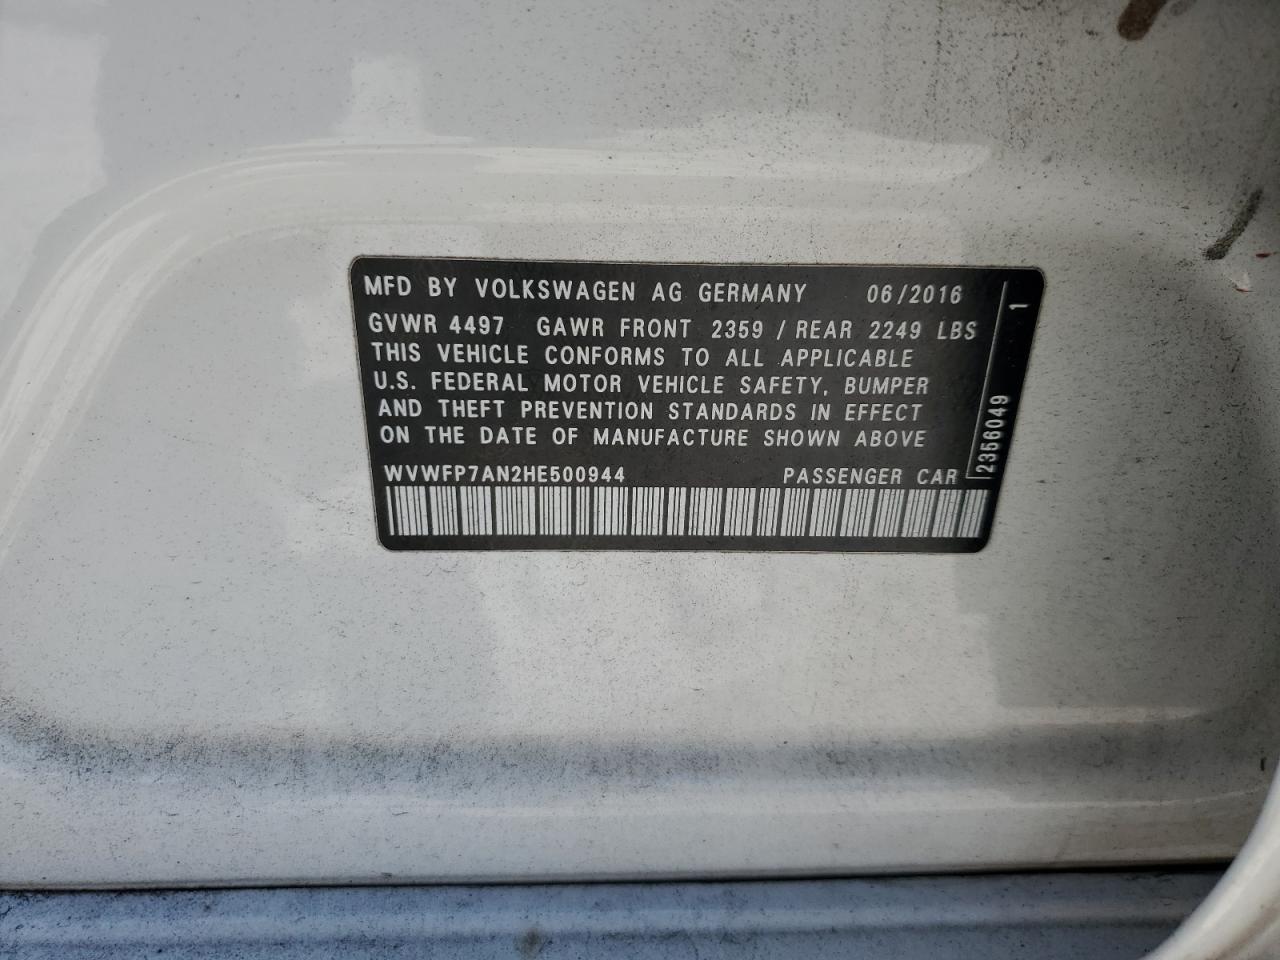 MFD BY VOLKSWAGEN AG GERMANY 06/2016
GVWR 4497 GAWR FRONT 2359 / REAR 2249 LBS
THIS VEHICLE CONFORMS TO ALL APPLICABLE
U.S. FEDERAL MOTOR VEHICLE SAFETY, BUMPER
AND THEFT PREVENTION STANDARDS IN EFFECT
ON THE DATE OF MANUFACTURE SHOWN ABOVE
WVWFP7AN2HE500944 PASSENGER CAR
2356049 1